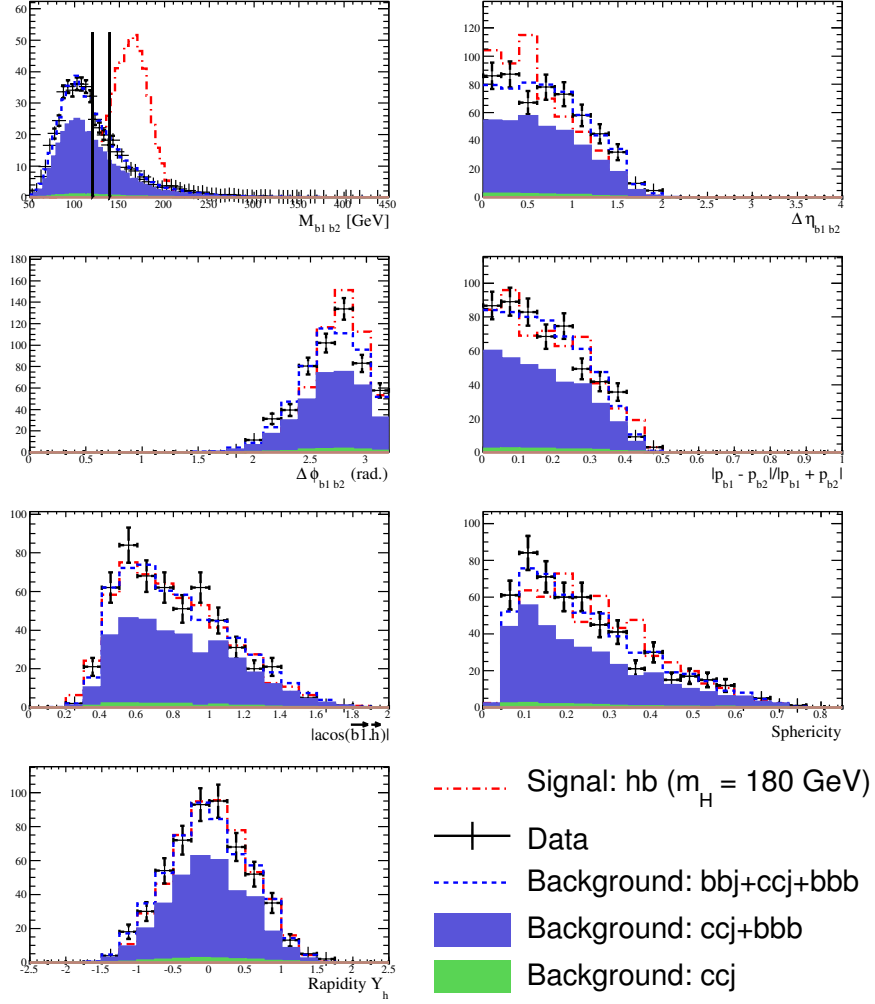 60
50
40
30
20
10
0
50 100 150 200 250 300 350 400 450
M b1 b2 [GeV]
120
100
80
60
40
20
0
0 0.5 1 1.5 2 2.5 3 3.5 4
Δ η b1 b2
180
160
140
120
100
80
60
40
20
0
0 0.5 1 1.5 2 2.5 3
Δ ϕ b1 b2 (rad.)
100
80
60
40
20
0
0 0.1 0.2 0.3 0.4 0.5 0.6 0.7 0.8 0.9 1
|p b1 - p b2|/|p b1 + p b2|
100
80
60
40
20
0
0 0.2 0.4 0.6 0.8 1 1.2 1.4 1.6 1.8 2
|acos(b1.h)|
100
80
60
40
20
0
0 0.1 0.2 0.3 0.4 0.5 0.6 0.7 0.8
Sphericity
100
80
60
40
20
0
-2.5 -2 -1.5 -1 -0.5 0 0.5 1 1.5 2 2.5
Rapidity Y h
Signal: hb (m H = 180 GeV)
Data
Background: bbj+ccj+bbb
Background: ccj+bbb
Background: ccj